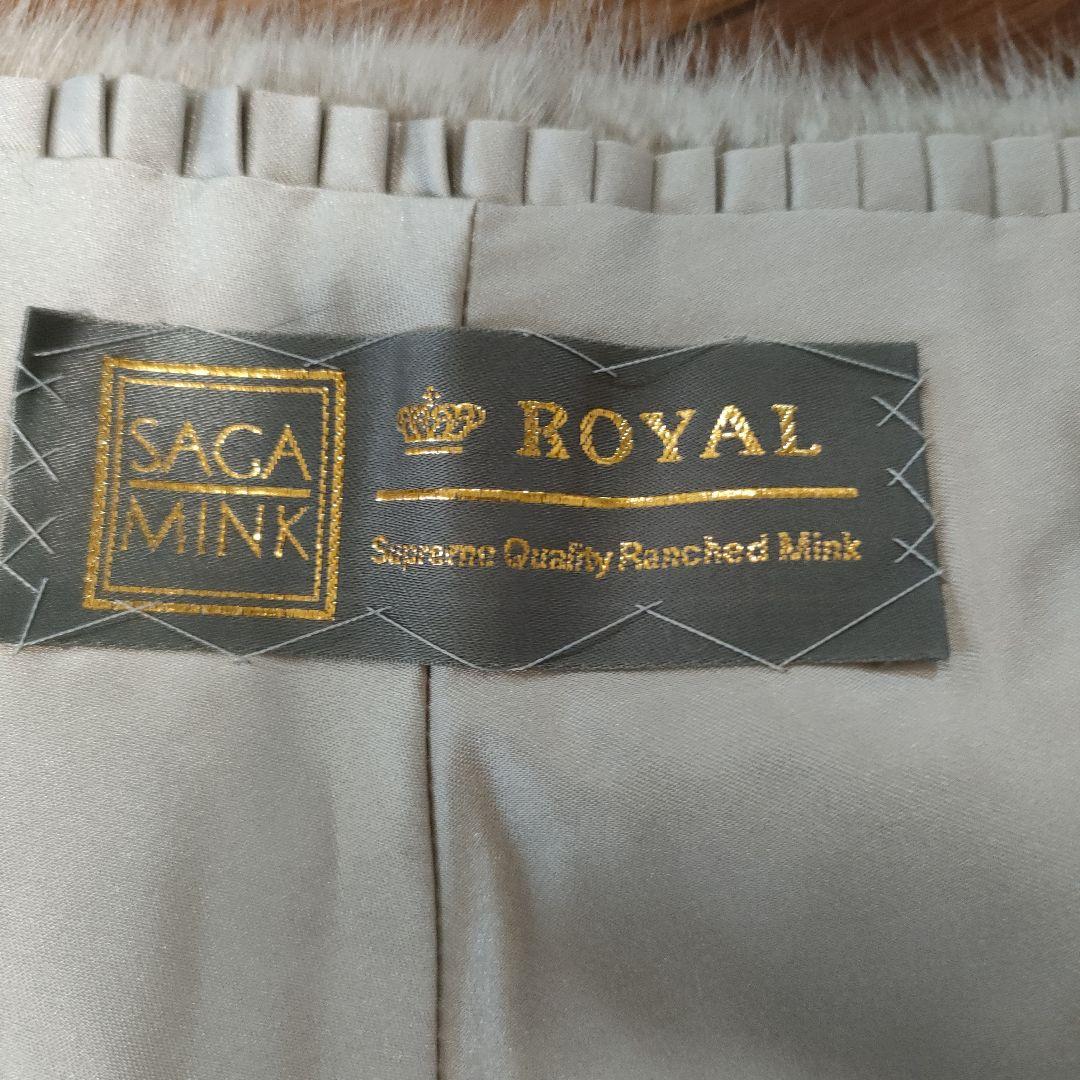 SAGA
MINK
ROYAL
Supreme Quality Ranched Mink